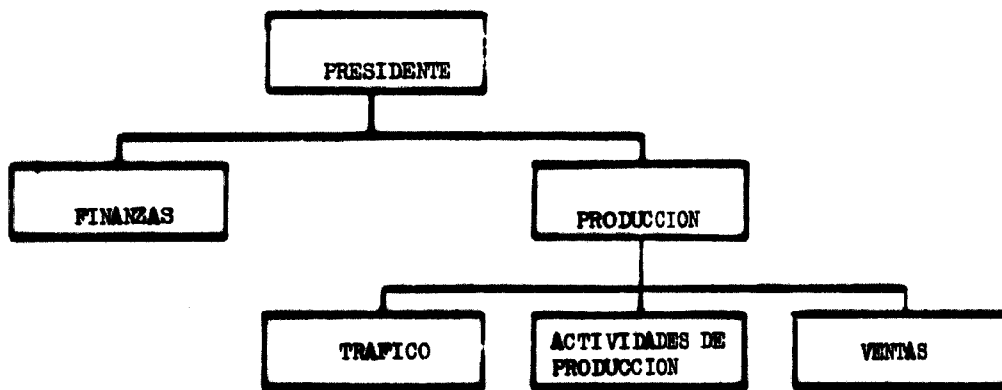 PRESIDENTE
FINANZAS
PRODUCCION
TRAFICO
ACTIVIDADES DE
PRODUCCION
VENTAS